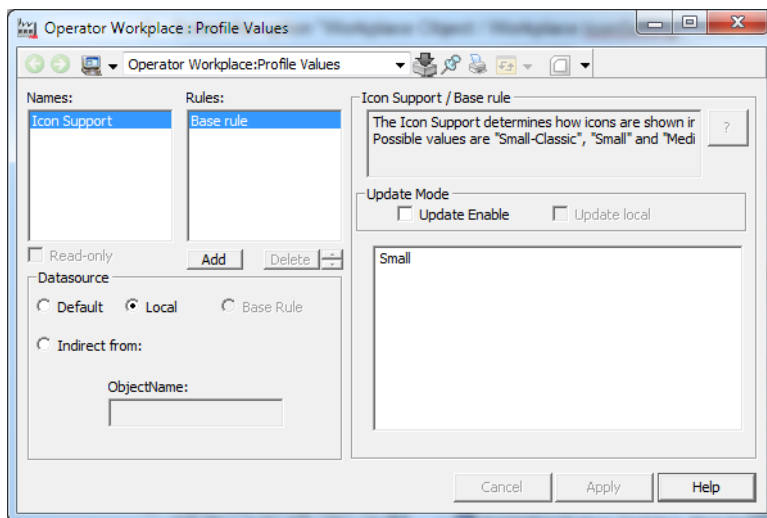 Operator Workplace : Profile Values
Operator Workplace:Profile Values
Names:
Rules:
Icon Support
Base rule
Read-only
Add
Delete
Datasource
Default
Local
Base Rule
Indirect from:
ObjectName:
Icon Support / Base rule
The Icon Support determines how icons are shown ir
Possible values are "Small-Classic", "Small" and "Medi
?
Update Mode
Update Enable
Update local
Small
Cancel
Apply
Help